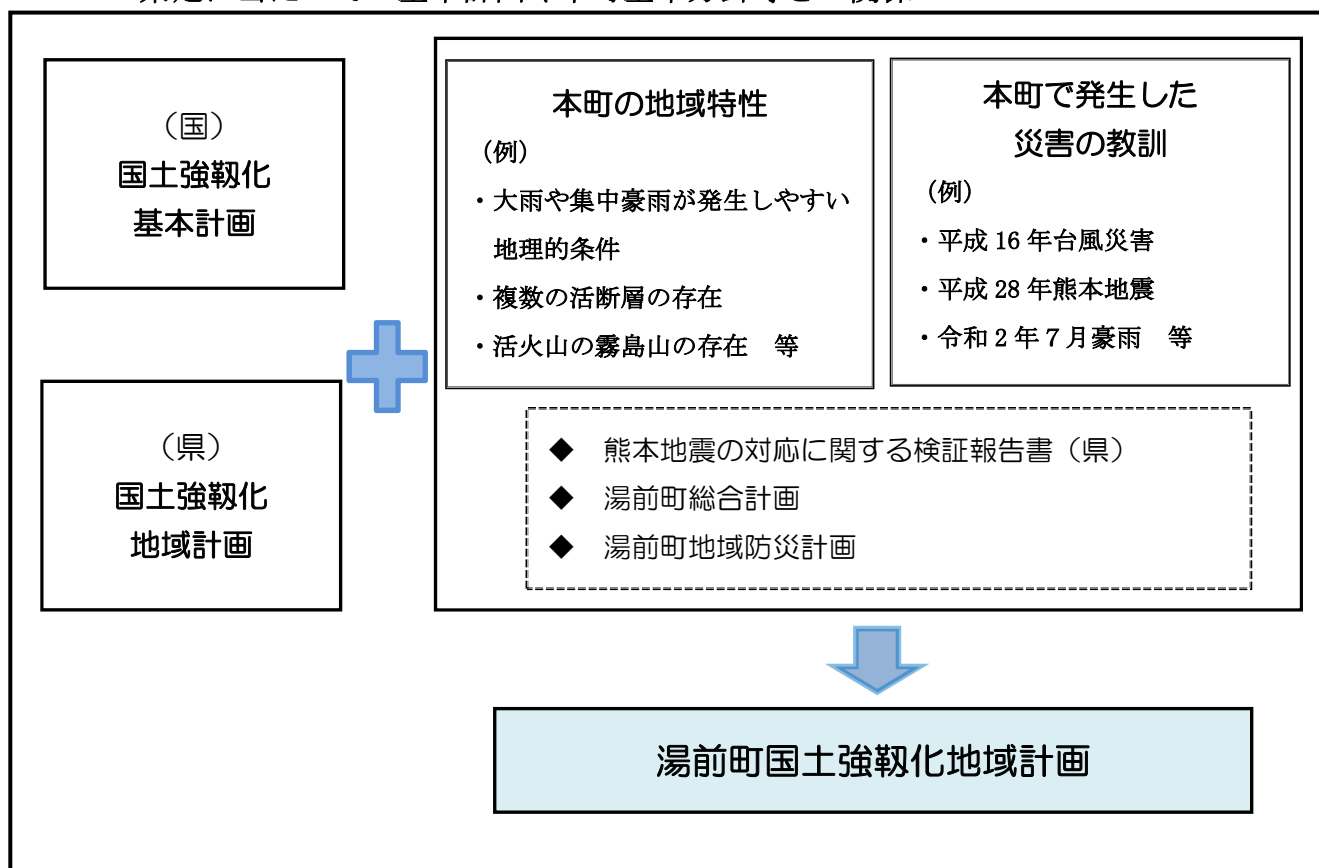 （国）
国土強靱化
基本計画
（県）
国土強靱化
地域計画
本町の地域特性
（例）
・大雨や集中豪雨が発生しやすい
地理的条件
・複数の活断層の存在
・活火山の霧島山の存在　等
本町で発生した
災害の教訓
（例）
・平成 16 年台風災害
・平成 28 年熊本地震
・令和 2 年 7 月豪雨　等
◆　熊本地震の対応に関する検証報告書（県）
◆　湯前町総合計画
◆　湯前町地域防災計画
湯前町国土強靱化地域計画